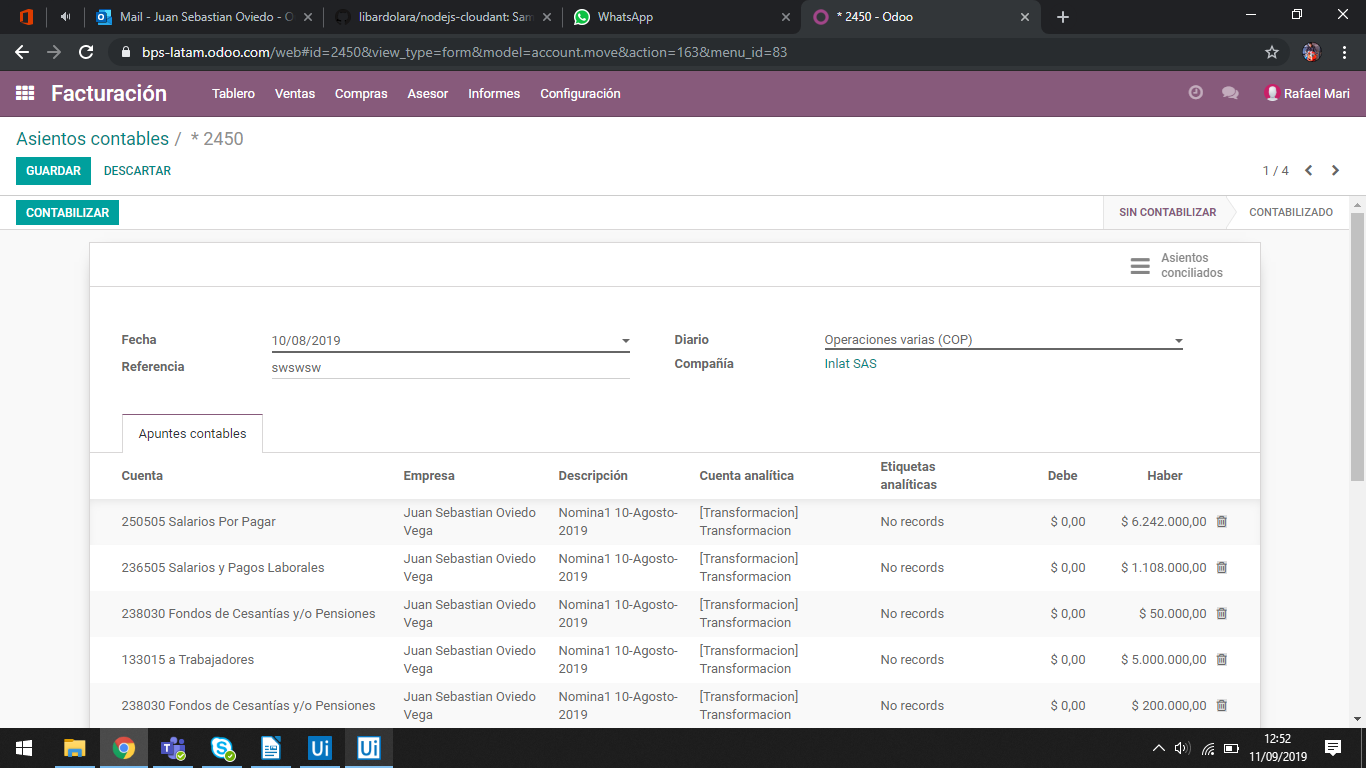 Mail - Juan Sebastian Oviedo - O
libardolara/nodejs-cloudant: Sam
WhatsApp
* 2450 - Odoo
bps-latam.odoo.com/web#id=2450&view_type=form&model=account.move&action=163&menu_id=83
Facturación Tablero Ventas Compras Asesor Informes Configuración Rafael Mari
Asientos contables / * 2450
GUARDAR DESCARTAR 1 / 4
CONTABILIZAR SIN CONTABILIZAR CONTABILIZADO
Asientos
conciliados
Fecha 10/08/2019 Diario Operaciones varias (COP)
Referencia swswsw Compañía Inlat SAS
Apuntes contables
Cuenta Empresa Descripción Cuenta analítica Etiquetas analíticas Debe Haber
250505 Salarios Por Pagar Juan Sebastian Oviedo Vega Nomina1 10-Agosto-2019 [Transformacion] Transformacion No records $ 0,00 $ 6.242.000,00
236505 Salarios y Pagos Laborales Juan Sebastian Oviedo Vega Nomina1 10-Agosto-2019 [Transformacion] Transformacion No records $ 0,00 $ 1.108.000,00
238030 Fondos de Cesantías y/o Pensiones Juan Sebastian Oviedo Vega Nomina1 10-Agosto-2019 [Transformacion] Transformacion No records $ 0,00 $ 50.000,00
133015 a Trabajadores Juan Sebastian Oviedo Vega Nomina1 10-Agosto-2019 [Transformacion] Transformacion No records $ 0,00 $ 5.000.000,00
238030 Fondos de Cesantías y/o Pensiones Juan Sebastian Oviedo Vega Nomina1 10-Agosto-2019 [Transformacion] Transformacion No records $ 0,00 $ 200.000,00
Ui
Ui
12:52
11/09/2019